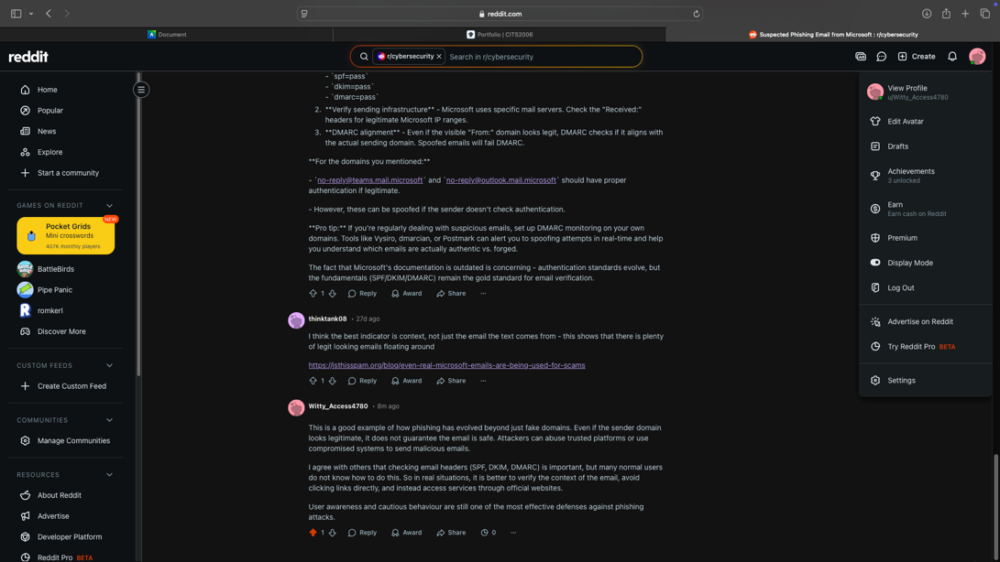 reddit.com
Document
Portfolio | CITS2006
Suspected Phishing Email from Microsoft : r/cybersecurity
reddit
r/cybersecurity
Search in r/cybersecurity
Create
Home
Popular
News
Explore
Start a community
GAMES ON REDDIT
NEW
Pocket Grids
Mini crosswords
407K monthly players
BattleBirds
Pipe Panic
romkerl
Discover More
CUSTOM FEEDS
Create Custom Feed
COMMUNITIES
Manage Communities
RESOURCES
About Reddit
Advertise
Developer Platform
Reddit Pro BETA
- `spf=pass`
- `dkim=pass`
- `dmarc=pass`
2. **Verify sending infrastructure** - Microsoft uses specific mail servers. Check the "Received:"
headers for legitimate Microsoft IP ranges.
3. **DMARC alignment** - Even if the visible "From:" domain looks legit, DMARC checks if it aligns with
the actual sending domain. Spoofed emails will fail DMARC.
**For the domains you mentioned:**
- `no-reply@teams.mail.microsoft` and `no-reply@outlook.mail.microsoft` should have proper
authentication if legitimate.
- However, these can be spoofed if the sender doesn't check authentication.
**Pro tip:** If you're regularly dealing with suspicious emails, set up DMARC monitoring on your own
domains. Tools like Vysiro, dmarcian, or Postmark can alert you to spoofing attempts in real-time and help
you understand which emails are actually authentic vs. forged.
The fact that Microsoft's documentation is outdated is concerning - authentication standards evolve, but
the fundamentals (SPF/DKIM/DMARC) remain the gold standard for email verification.
1 Reply Award Share ...
thinktank08 • 27d ago
I think the best indicator is context, not just the email the text comes from - this shows that there is plenty
of legit looking emails floating around
https://isthisspam.org/blog/even-real-microsoft-emails-are-being-used-for-scams
1 Reply Award Share ...
Witty_Access4780 • 8m ago
This is a good example of how phishing has evolved beyond just fake domains. Even if the sender domain
looks legitimate, it does not guarantee the email is safe. Attackers can abuse trusted platforms or use
compromised systems to send malicious emails.
I agree with others that checking email headers (SPF, DKIM, DMARC) is important, but many normal users
do not know how to do this. So in real situations, it is better to verify the context of the email, avoid
clicking links directly, and instead access services through official websites.
User awareness and cautious behaviour are still one of the most effective defenses against phishing
attacks.
1 Reply Award Share 0 ...
View Profile
u/Witty_Access4780
Edit Avatar
Drafts
Achievements
3 unlocked
Earn
Earn cash on Reddit
Premium
Display Mode
Log Out
Advertise on Reddit
Try Reddit Pro BETA
Settings